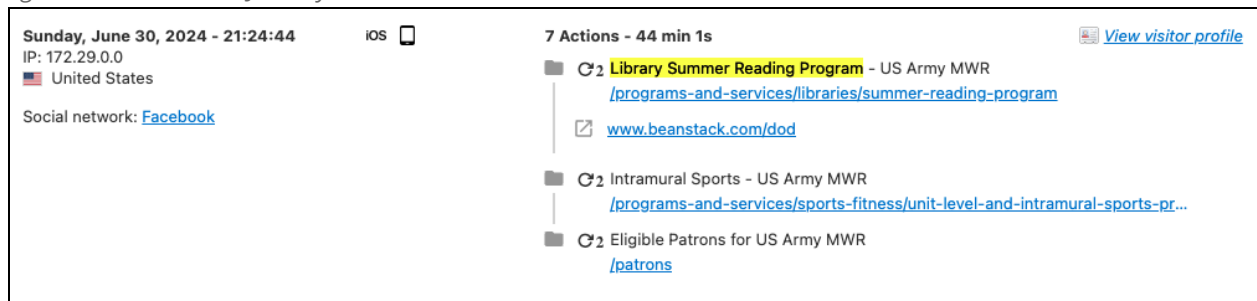 Sunday, June 30, 2024 - 21:24:44
iOS
IP: 172.29.0.0
United States
Social network: Facebook
7 Actions - 44 min 1s
View visitor profile
2 Library Summer Reading Program - US Army MWR
/programs-and-services/libraries/summer-reading-program
www.beanstack.com/dod
2 Intramural Sports - US Army MWR
/programs-and-services/sports-fitness/unit-level-and-intramural-sports-pr...
2 Eligible Patrons for US Army MWR
/patrons